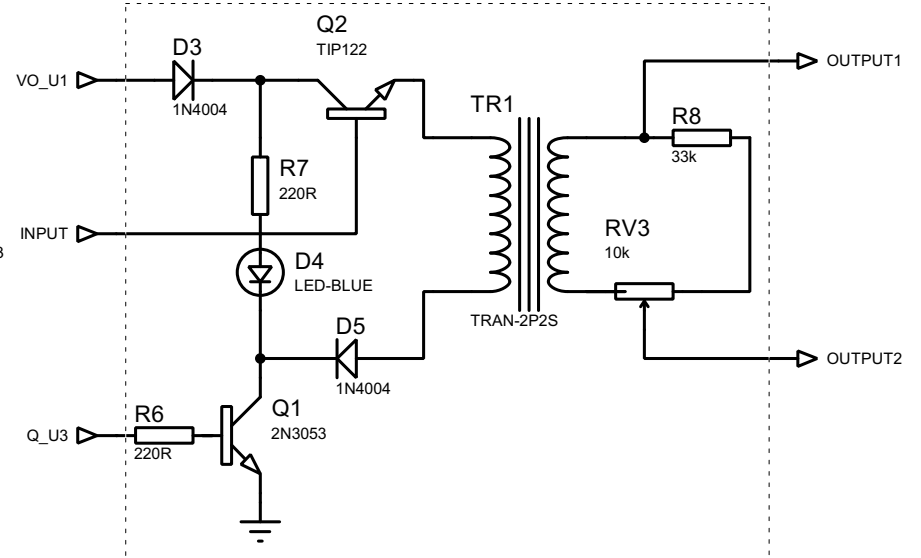 Q2
TIP122
D3
VO_U1
1N4004
OUTPUT1
TR1
R8
33k
R7
220R
INPUT
RV3
10k
3
D4
LED-BLUE
TRAN-2P2S
D5
1N4004
OUTPUT2
Q1
2N3053
R6
Q_U3
220R